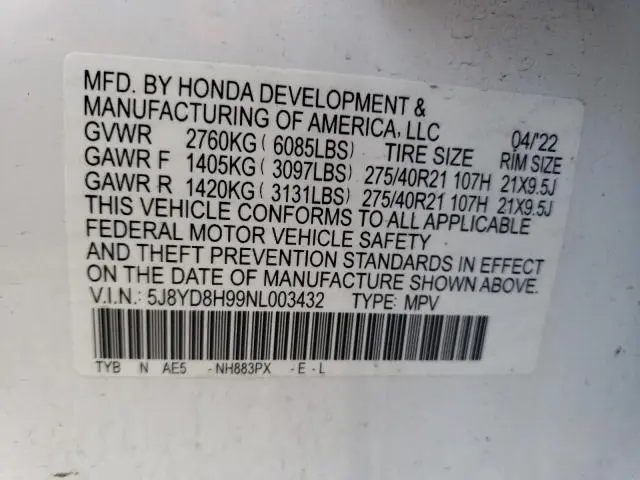 MFD. BY HONDA DEVELOPMENT &
MANUFACTURING OF AMERICA, LLC 04/'22
GVWR 2760KG ( 6085LBS) TIRE SIZE RIM SIZE
GAWR F 1405KG ( 3097LBS) 275/40R21 107H 21X9.5J
GAWR R 1420KG ( 3131LBS) 275/40R21 107H 21X9.5J
THIS VEHICLE CONFORMS TO ALL APPLICABLE
FEDERAL MOTOR VEHICLE SAFETY
AND THEFT PREVENTION STANDARDS IN EFFECT
ON THE DATE OF MANUFACTURE SHOWN ABOVE.
V.I.N.: 5J8YD8H99NL003432 TYPE: MPV
TYB N AE5 -NH883PX -E-L